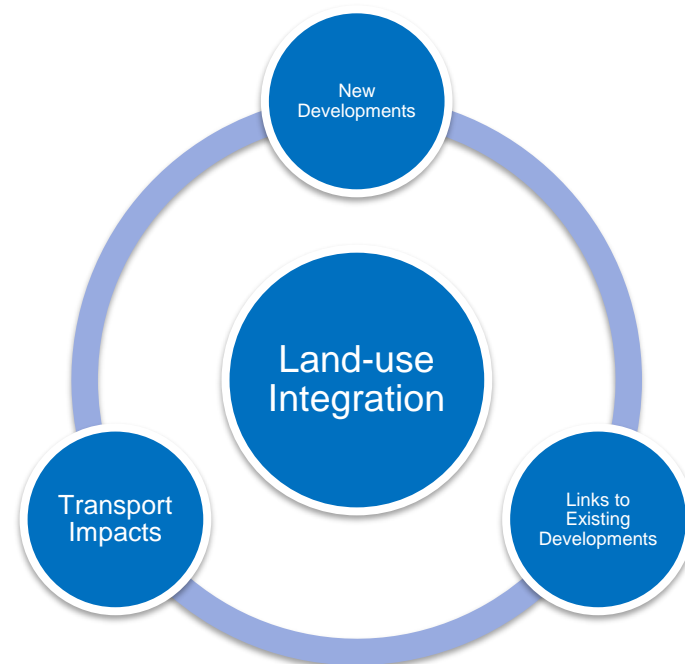 New
Developments
Land-use
Integration
Transport
Impacts
Links to
Existing
Developments